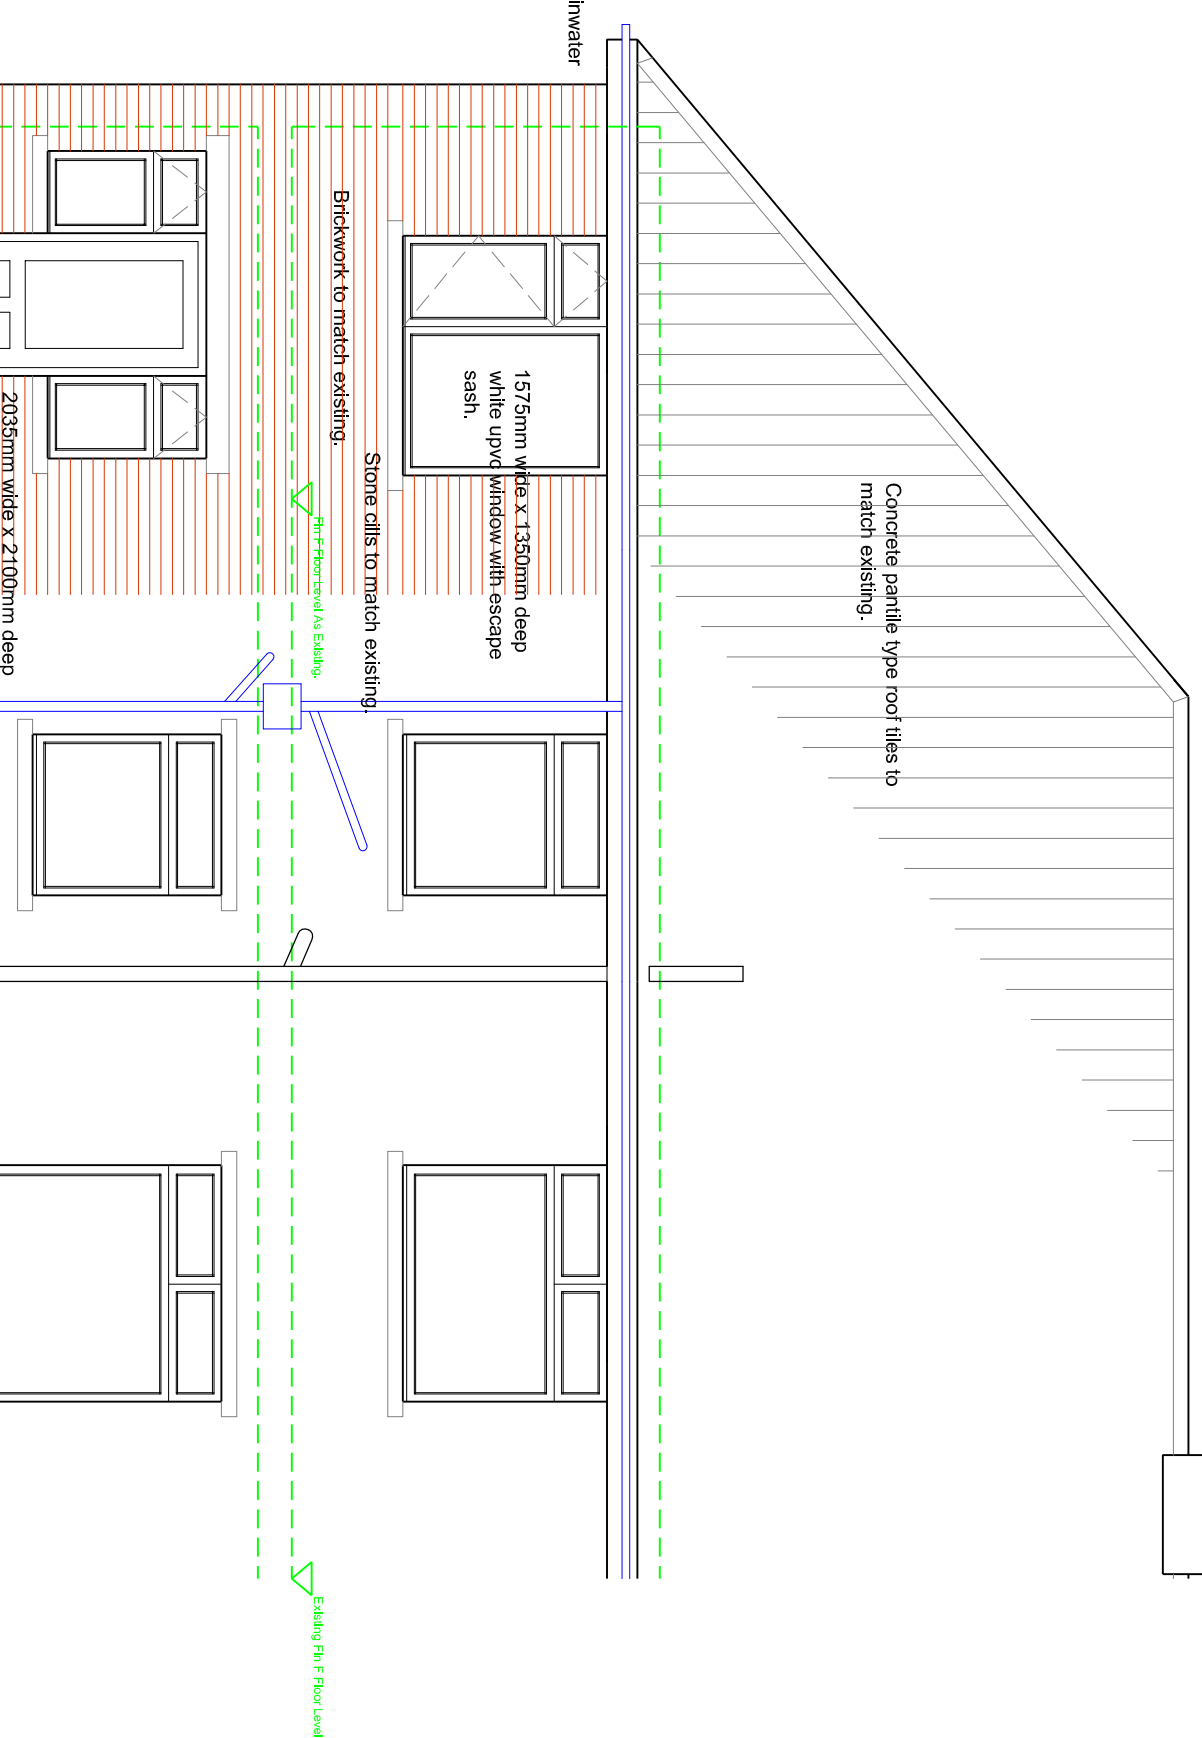 Concrete pantile type roof tiles to
match existing.
inwater
1575mm wide x 1350mm deep
white upvc window with escape
sash.
Stone cills to match existing.
Brickwork to match existing.
Fin F Floor Level As Existing.
Existing Fin F Floor Level
2035mm wide x 2100mm deep